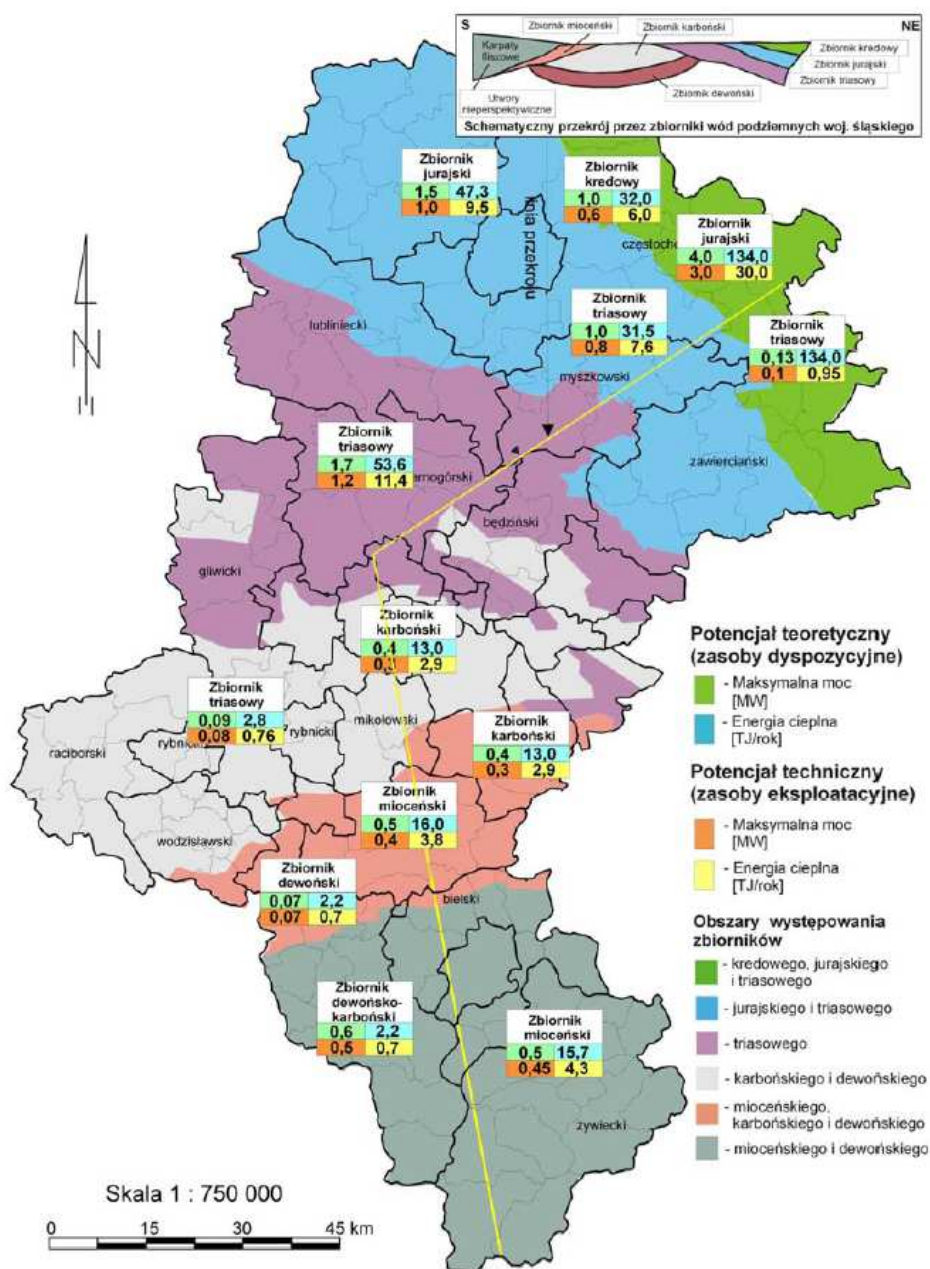 S
NE
Zbiornik mioceński
Zbiornik karboński
Karpaty
fliszowe
Zbiornik kredowy
Zbiornik jurajski
Zbiornik triasowy
Utwory
nieperspektywiczne
Zbiornik dewoński
Schematyczny przekrój przez zbiorniki wód podziemnych woj. śląskiego
Zbiornik
jurajski
1,5 47,3
1,0 9,5
Zbiornik
kredowy
1,0 32,0
0,6 6,0
linia przekroju
częstocho
Zbiornik
jurajski
4,0 134,0
3,0 30,0
Zbiornik
triasowy
1,0 31,5
0,8 7,6
Zbiornik
triasowy
0,13 134,0
0,1 0,95
lubliniecki
myszkowski
N
Zbiornik
triasowy
1,7 53,6
1,2 11,4
arnogórski
zawierciański
będziński
gliwicki
Zbiornik
karboński
0,4 13,0
0,3 2,9
Zbiornik
triasowy
0,09 2,8
0,08 0,76
raciborski
rybnicki
rybnicki
mikołowski
Zbiornik
karboński
0,4 13,0
0,3 2,9
Zbiornik
mioceński
0,5 16,0
0,4 3,8
wodzisławski
Zbiornik
dewoński
0,07 2,2
0,07 0,7
bielski
Zbiornik
dewońsko-
karboński
0,6 2,2
0,5 0,7
Zbiornik
mioceński
0,5 15,7
0,45 4,3
żywiecki
Potencjał teoretyczny
(zasoby dyspozycyjne)
- Maksymalna moc
[MW]
- Energia cieplna
[TJ/rok]
Potencjał techniczny
(zasoby eksploatacyjne)
- Maksymalna moc
[MW]
- Energia cieplna
[TJ/rok]
Obszary występowania
zbiorników
- kredowego, jurajskiego
i triasowego
- jurajskiego i triasowego
- triasowego
- karbońskiego i dewońskiego
- mioceńskiego,
karbońskiego i dewońskiego
- mioceńskiego i dewońskiego
Skala 1 : 750 000
0 15 30 45 km